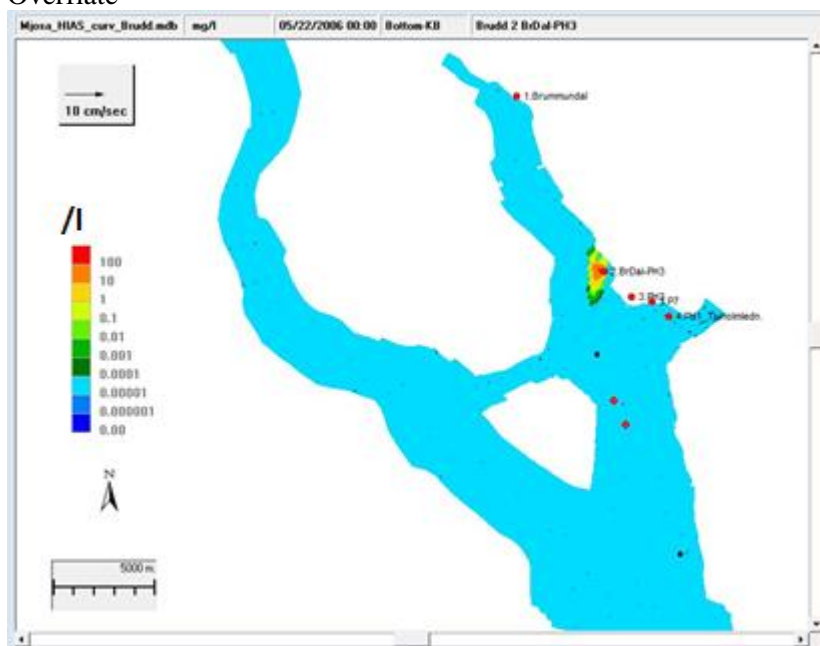 Overflate
Mjosa_HIAS_curv_Brudd.mdb mg/l 05/22/2006 00:00 Bottom-KB Brudd 2 BrDal-PH3
10 cm/sec
1.Brummundal
/l
100
10
1
0.1
0.01
0.001
0.0001
0.00001
0.000001
0.00
2.BrDal-PH3
N
5000 m.